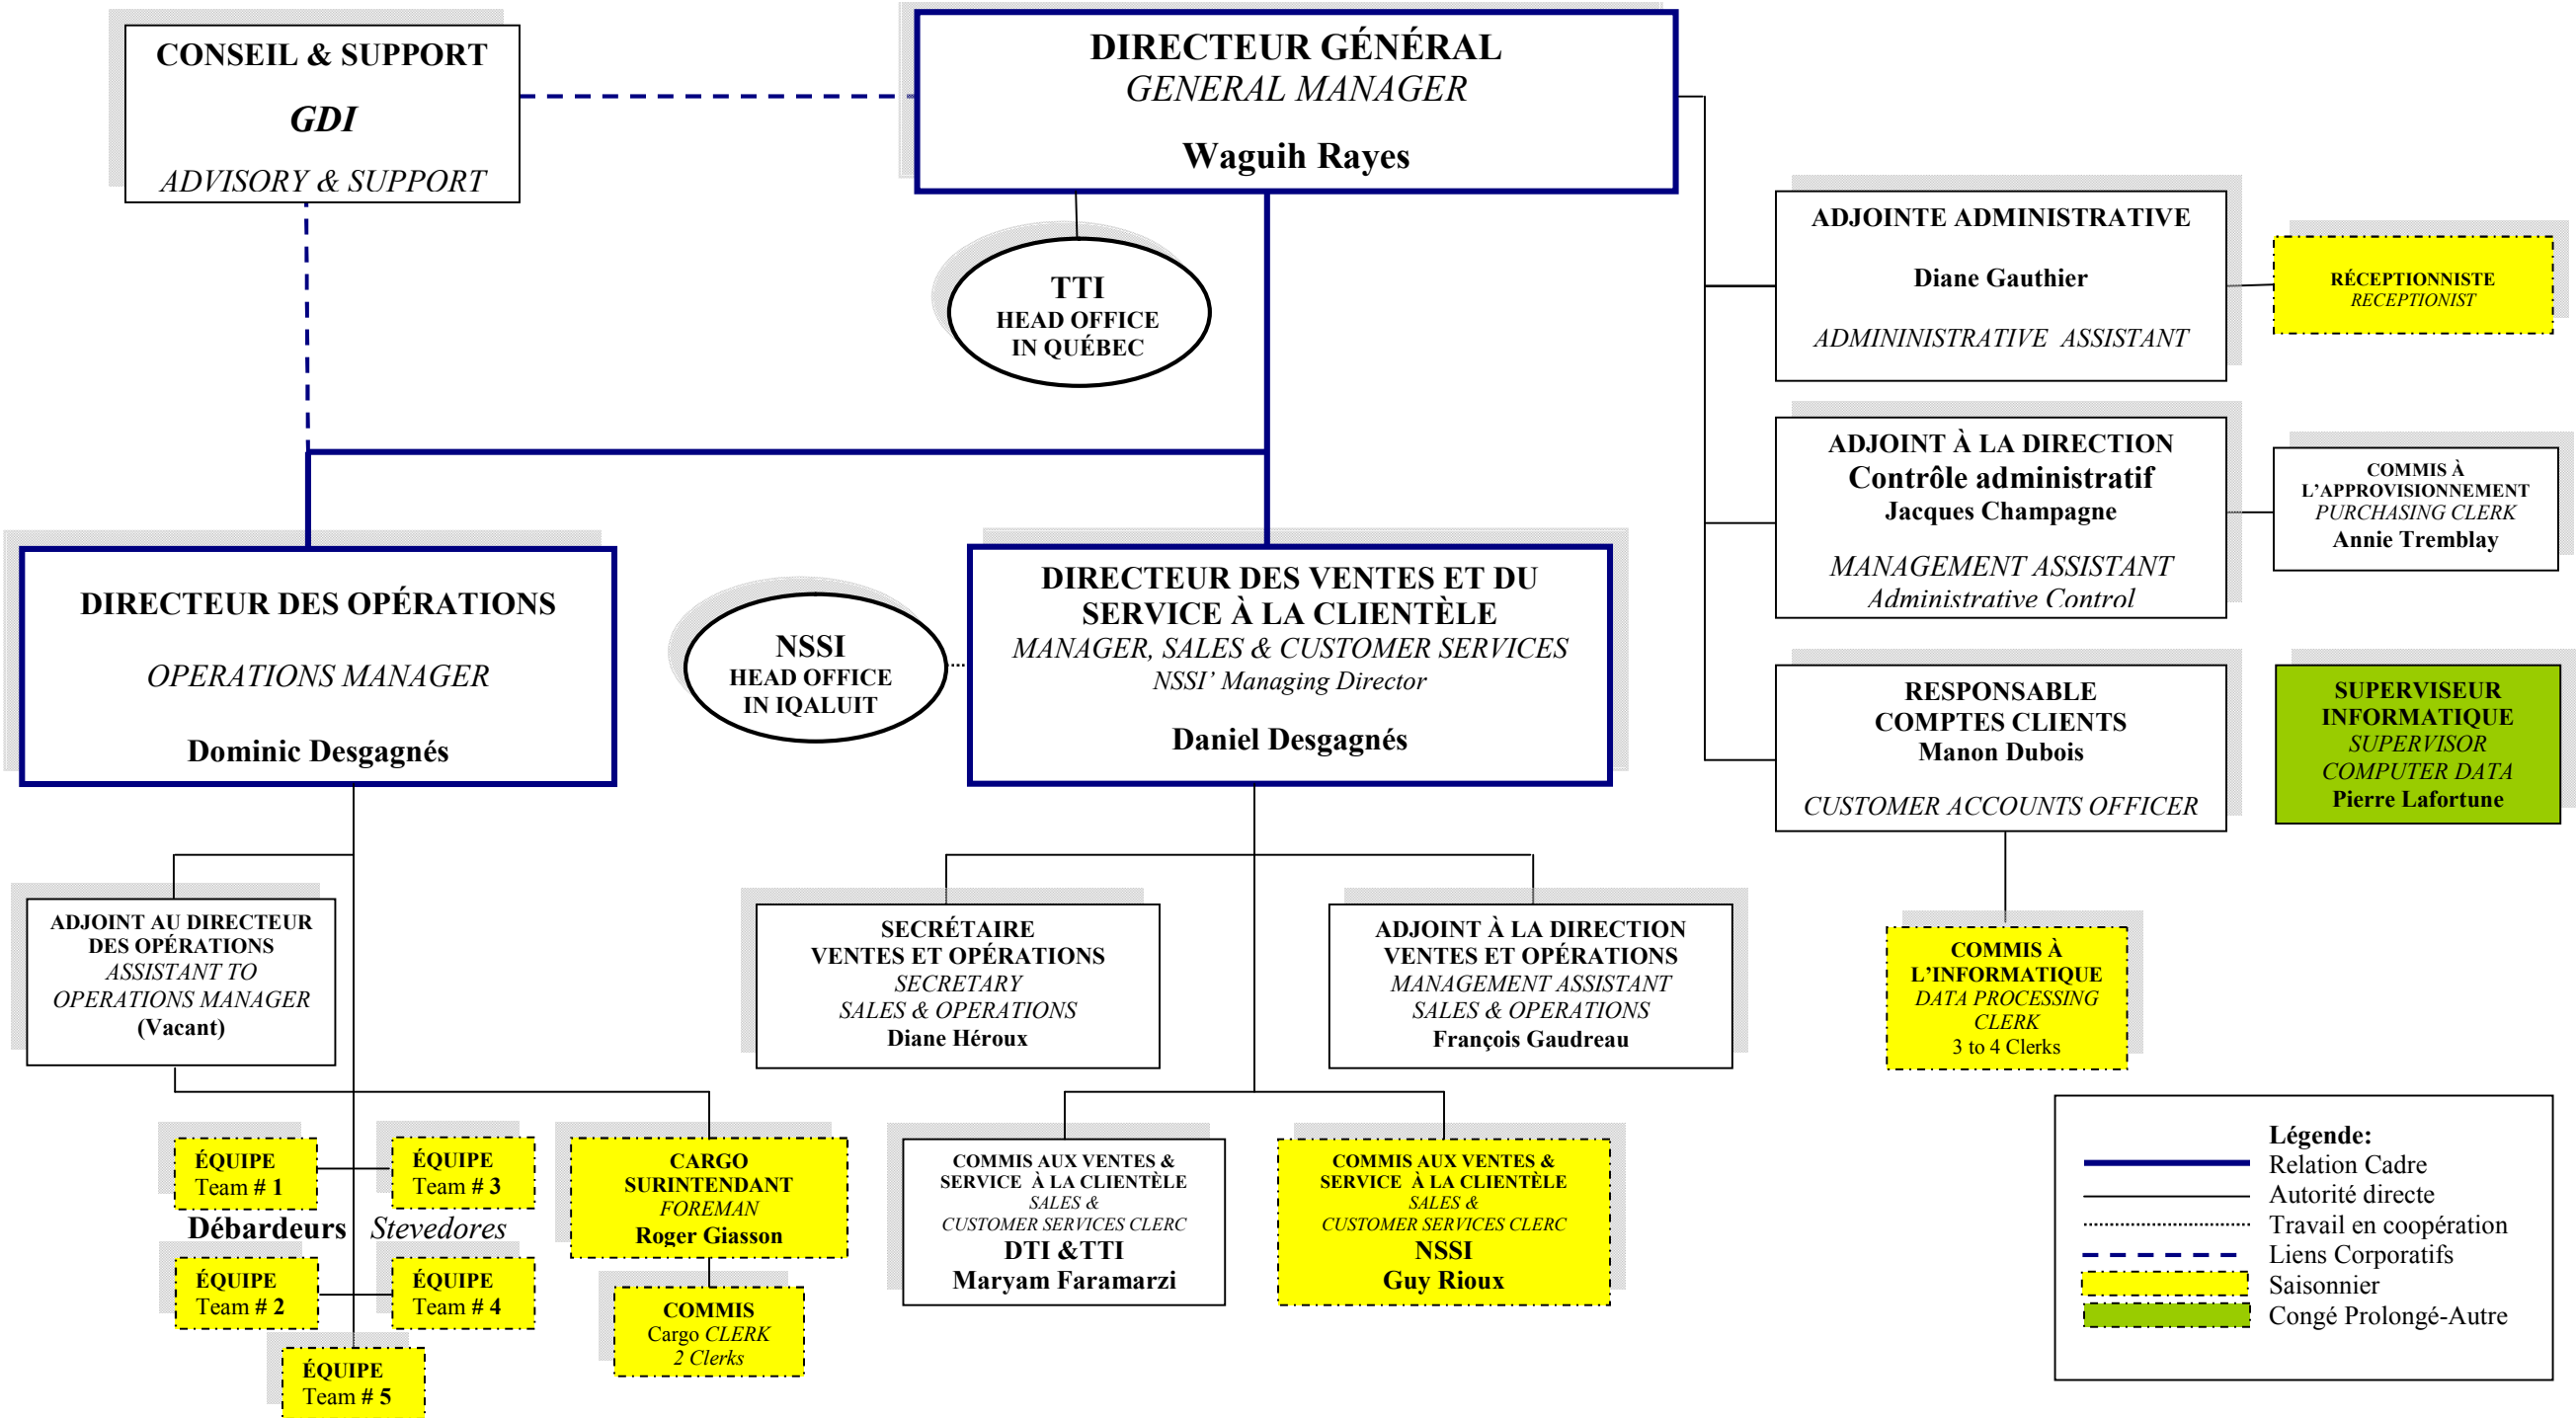 CONSEIL & SUPPORT
GDI
ADVISORY & SUPPORT
DIRECTEUR GÉNÉRAL
GENERAL MANAGER
Waguih Rayes
TTI
HEAD OFFICE
IN QUÉBEC
ADJOINTE ADMINISTRATIVE
Diane Gauthier
ADMININISTRATIVE ASSISTANT
RÉCEPTIONNISTE
RECEPTIONIST
ADJOINT À LA DIRECTION
Contrôle administratif
Jacques Champagne
MANAGEMENT ASSISTANT
Administrative Control
COMMIS À
L'APPROVISIONNEMENT
PURCHASING CLERK
Annie Tremblay
DIRECTEUR DES OPÉRATIONS
OPERATIONS MANAGER
Dominic Desgagnés
NSSI
HEAD OFFICE
IN IQALUIT
DIRECTEUR DES VENTES ET DU
SERVICE À LA CLIENTÈLE
MANAGER, SALES & CUSTOMER SERVICES
NSSI' Managing Director
Daniel Desgagnés
RESPONSABLE
COMPTES CLIENTS
Manon Dubois
CUSTOMER ACCOUNTS OFFICER
SUPERVISEUR
INFORMATIQUE
SUPERVISOR
COMPUTER DATA
Pierre Lafortune
ADJOINT AU DIRECTEUR
DES OPÉRATIONS
ASSISTANT TO
OPERATIONS MANAGER
(Vacant)
SECRÉTAIRE
VENTES ET OPÉRATIONS
SECRETARY
SALES & OPERATIONS
Diane Héroux
ADJOINT À LA DIRECTION
VENTES ET OPÉRATIONS
MANAGEMENT ASSISTANT
SALES & OPERATIONS
François Gaudreau
COMMIS À
L'INFORMATIQUE
DATA PROCESSING
CLERK
3 to 4 Clerks
ÉQUIPE
Team # 1
ÉQUIPE
Team # 3
Débardeurs Stevedores
ÉQUIPE
Team # 2
ÉQUIPE
Team # 4
ÉQUIPE
Team # 5
CARGO
SURINTENDANT
FOREMAN
Roger Giasson
COMMIS
Cargo CLERK
2 Clerks
COMMIS AUX VENTES &
SERVICE À LA CLIENTÈLE
SALES &
CUSTOMER SERVICES CLERC
DTI &TTI
Maryam Faramarzi
COMMIS AUX VENTES &
SERVICE À LA CLIENTÈLE
SALES &
CUSTOMER SERVICES CLERC
NSSI
Guy Rioux
Légende:
Relation Cadre
Autorité directe
Travail en coopération
Liens Corporatifs
Saisonnier
Congé Prolongé-Autre